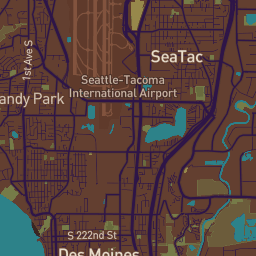 1st Ave S
SeaTac
Seattle-Tacoma
International Airport
andy Park
S 222nd St
Des Moines